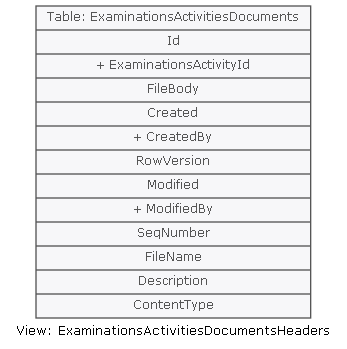 Table: ExaminationsActivitiesDocuments
Id
+ ExaminationsActivityId
FileBody
Created
+ CreatedBy
RowVersion
Modified
+ ModifiedBy
SeqNumber
FileName
Description
ContentType
View: ExaminationsActivitiesDocumentsHeaders